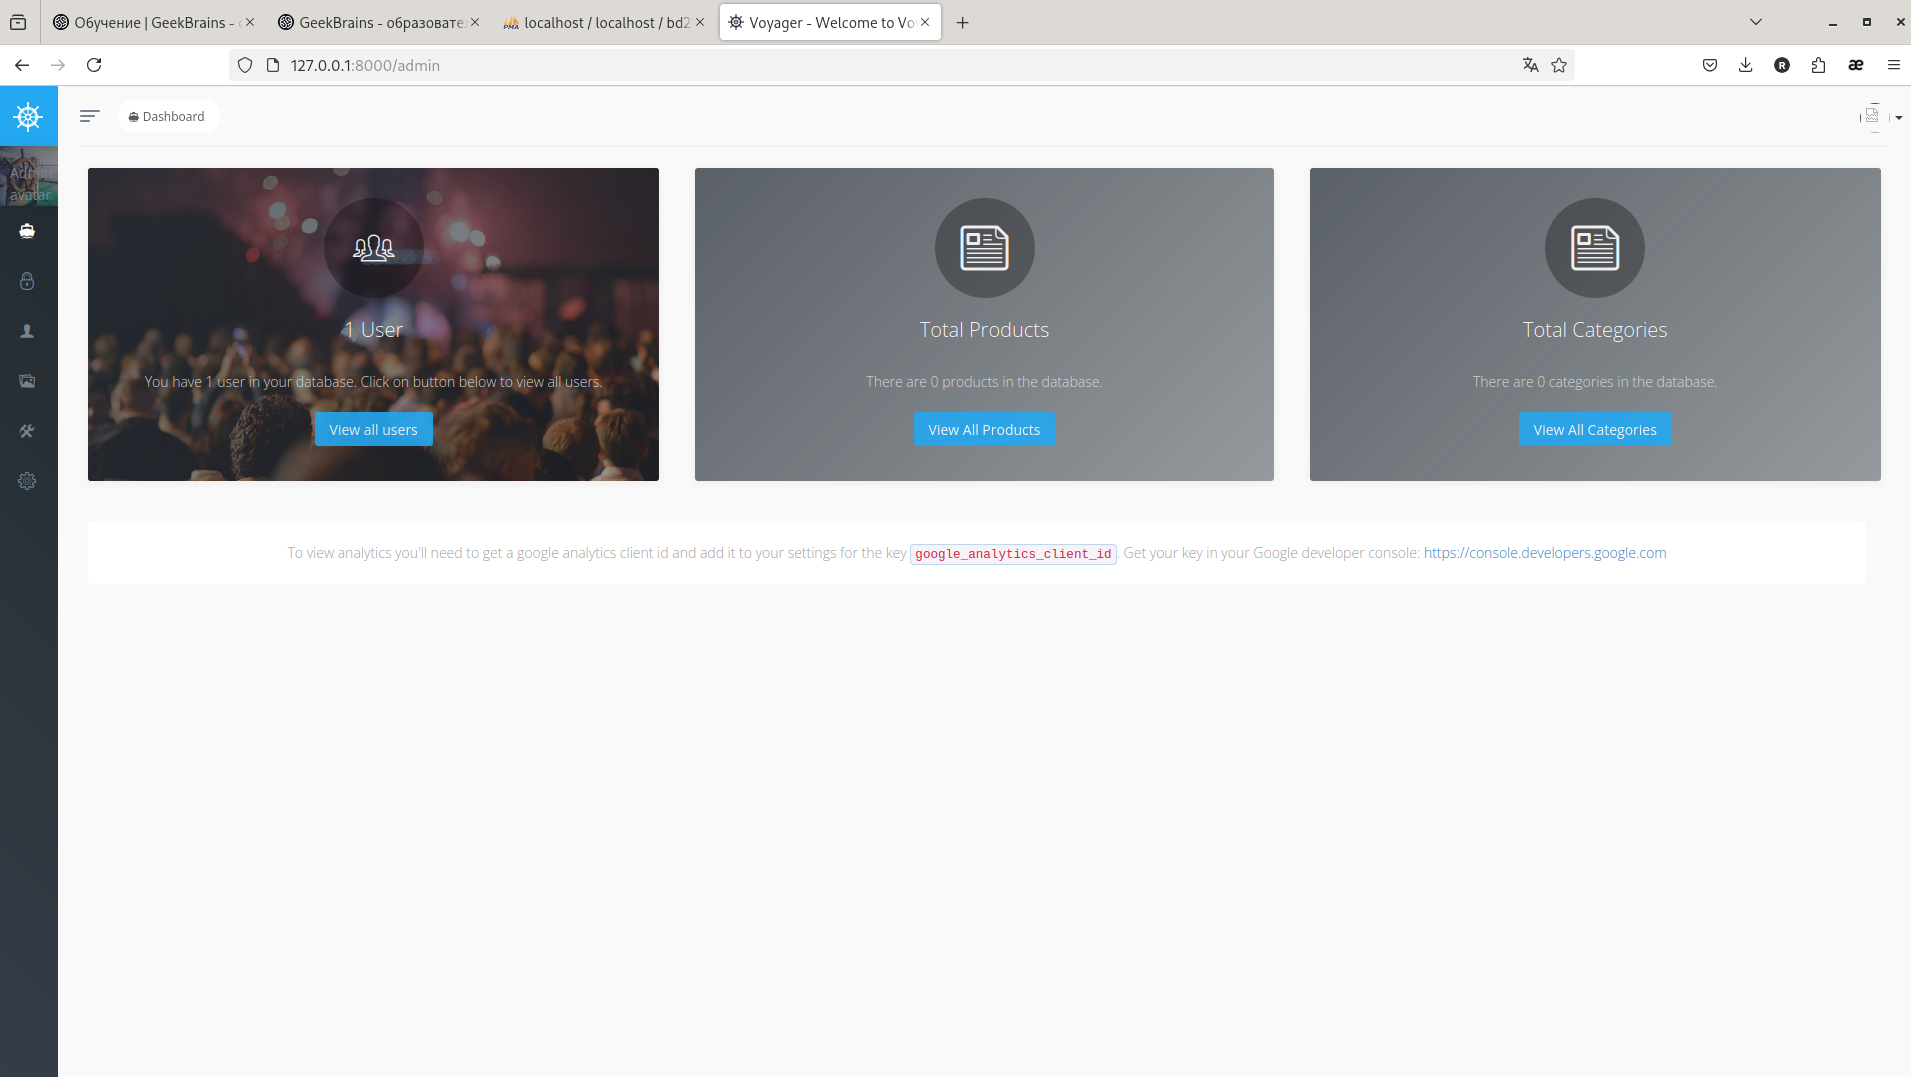 Обучение | GeekBrains -
GeekBrains - образовате
localhost / localhost / bd2
Voyager - Welcome to Vo
127.0.0.1:8000/admin
Dashboard
Admin
avatar
1 User
You have 1 user in your database. Click on button below to view all users.
View all users
Total Products
There are 0 products in the database.
View All Products
Total Categories
There are 0 categories in the database.
View All Categories
To view analytics you'll need to get a google analytics client id and add it to your settings for the key google_analytics_client_id. Get your key in your Google developer console: https://console.developers.google.com